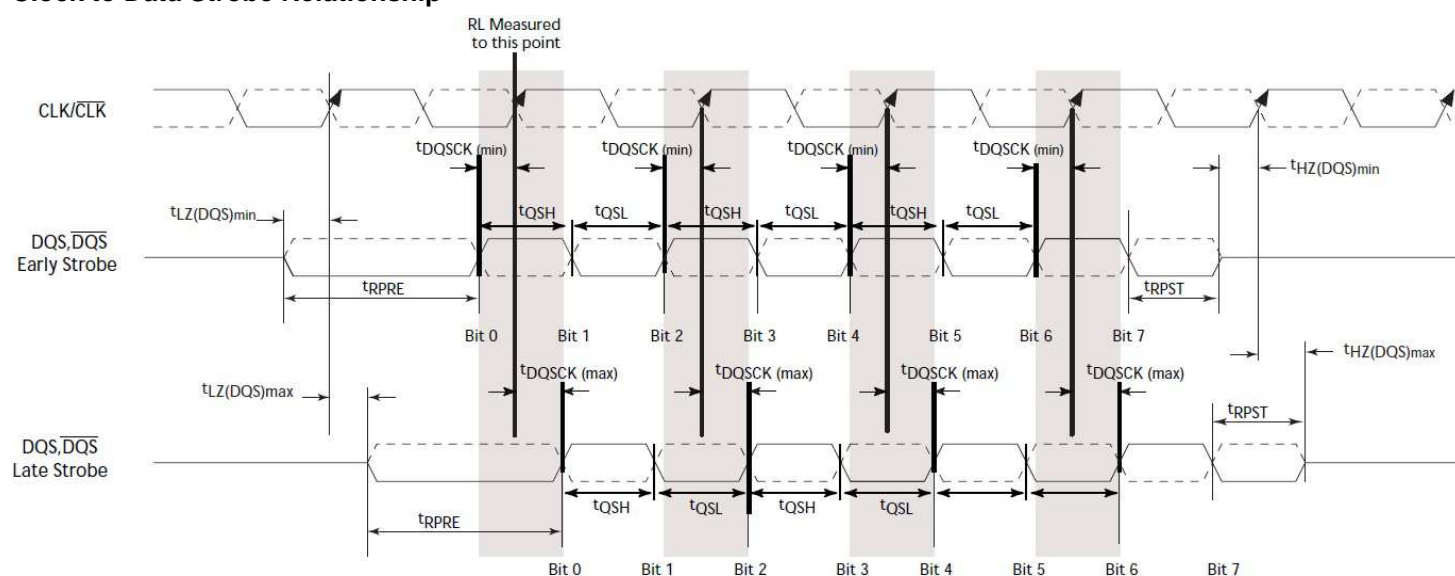 Clock to Data Strobe Relationship
RL Measured
to this point
CLK/CLK
tDQSCK (min) tDQSCK (min) tDQSCK (min) tDQSCK (min)
tHZ(DQS)min
tLZ(DQS)min
tQSH tQSL tQSH tQSL tQSH tQSL
DQS,DQS
Early Strobe
tRPRE tRPST
Bit 0 Bit 1 Bit 2 Bit 3 Bit 4 Bit 5 Bit 6 Bit 7
tHZ(DQS)max
tDQSCK (max) tDQSCK (max) tDQSCK (max) tDQSCK (max)
tLZ(DQS)max
tRPST
DQS,DQS
Late Strobe
tQSH tQSL tQSH tQSL
tRPRE
Bit 0 Bit 1 Bit 2 Bit 3 Bit 4 Bit 5 Bit 6 Bit 7